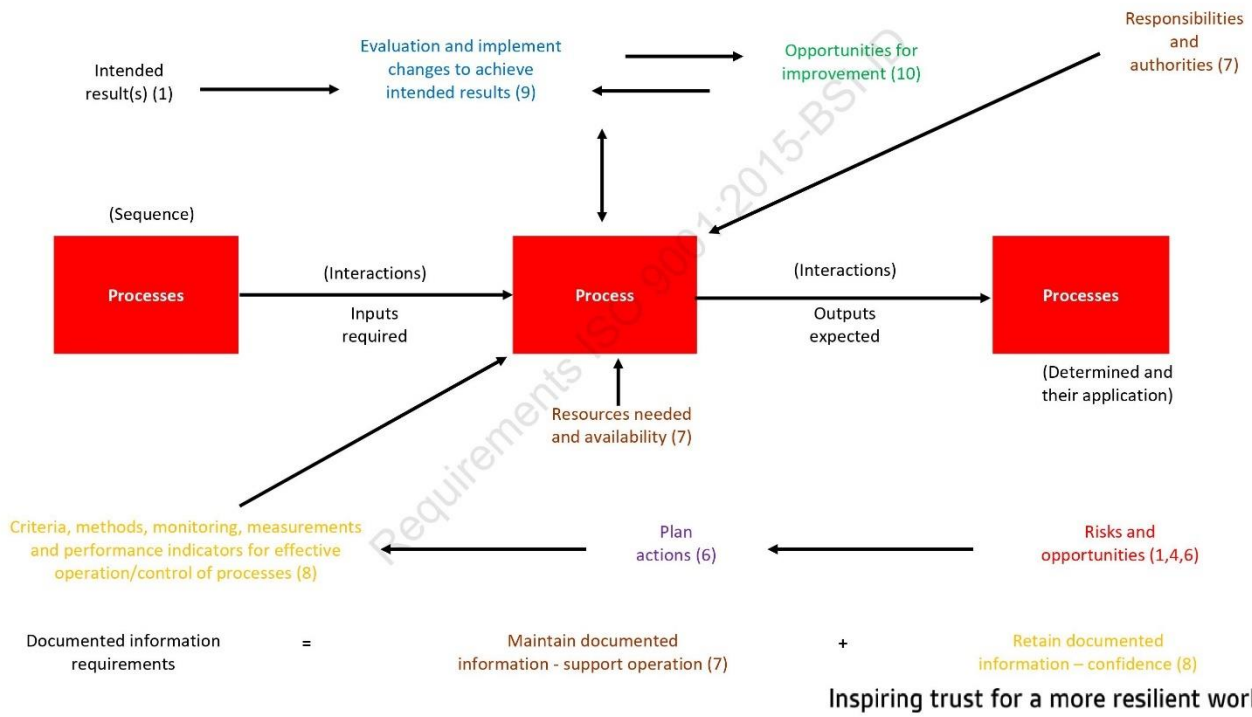 Responsibilities
and
authorities (7)
Evaluation and implement
changes to achieve
intended results (9)
Opportunities for
improvement (10)
Intended
result(s) (1)
(Sequence)
Processes
(Interactions)
Inputs
required
Process
(Interactions)
Outputs
expected
Processes
(Determined and
their application)
Resources needed
and availability (7)
Criteria, methods, monitoring, measurements
and performance indicators for effective
operation/control of processes (8)
Plan
actions (6)
Risks and
opportunities (1,4,6)
Documented information
requirements
=
Maintain documented
information - support operation (7)
+
Retain documented
information – confidence (8)
Inspiring trust for a more resilient worl
Requirements ISO 9001:2015-BSI ID